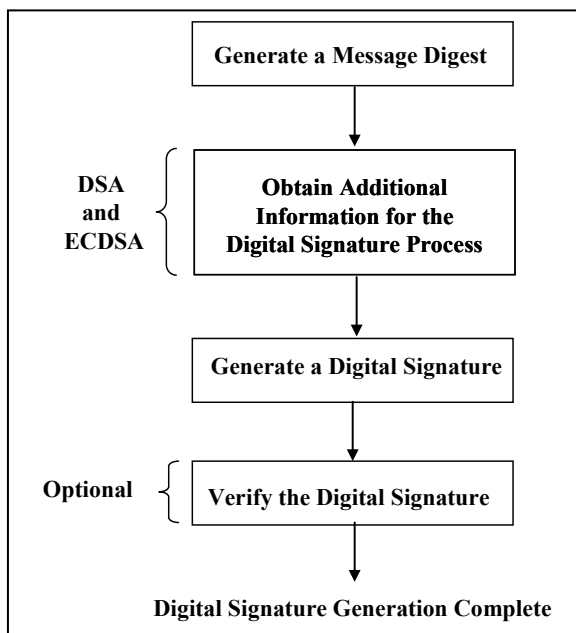 Generate a Message Digest
DSA
and
ECDSA
Obtain Additional
Information for the
Digital Signature Process
Generate a Digital Signature
Optional
Verify the Digital Signature
Digital Signature Generation Complete